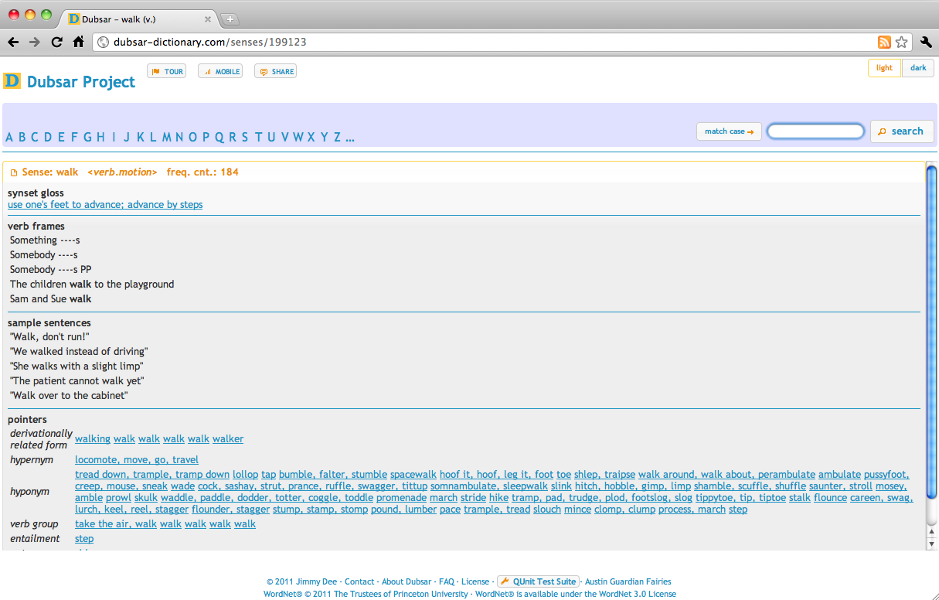 Dubsar – walk (v.)
dubsar-dictionary.com/senses/199123
D Dubsar Project TOUR MOBILE SHARE light dark
A B C D E F G H I J K L M N O P Q R S T U V W X Y Z ... match case → search
Sense: walk <verb.motion> freq. cnt.: 184
synset gloss
use one's feet to advance; advance by steps
verb frames
Something ----s
Somebody ----s
Somebody ----s PP
The children walk to the playground
Sam and Sue walk
sample sentences
"Walk, don't run!"
"We walked instead of driving"
"She walks with a slight limp"
"The patient cannot walk yet"
"Walk over to the cabinet"
pointers
derivationally related form walking walk walk walk walk walker
hypernym locomote, move, go, travel
hyponym tread down, trample, tramp down lollop tap bumble, falter, stumble spacewalk hoof it, hoof, leg it, foot toe shlep, traipse walk around, walk about, perambulate ambulate pussyfoot,
creep, mouse, sneak wade cock, sashay, strut, prance, ruffle, swagger, tittup somnambulate, sleepwalk slink hitch, hobble, gimp, limp shamble, scuffle, shuffle saunter, stroll mosey,
amble prowl skulk waddle, paddle, dodder, totter, coggle, toddle promenade march stride hike tramp, pad, trudge, plod, footslog, slog tippytoe, tip, tiptoe stalk flounce careen, swag,
lurch, keel, reel, stagger flounder, stagger stump, stamp, stomp pound, lumber pace trample, tread slouch mince clomp, clump process, march step
verb group take the air, walk walk walk walk walk
entailment step
© 2011 Jimmy Dee · Contact · About Dubsar · FAQ · License · QUnit Test Suite · Austin Guardian Fairies
WordNet® © 2011 The Trustees of Princeton University · WordNet® is available under the WordNet 3.0 License